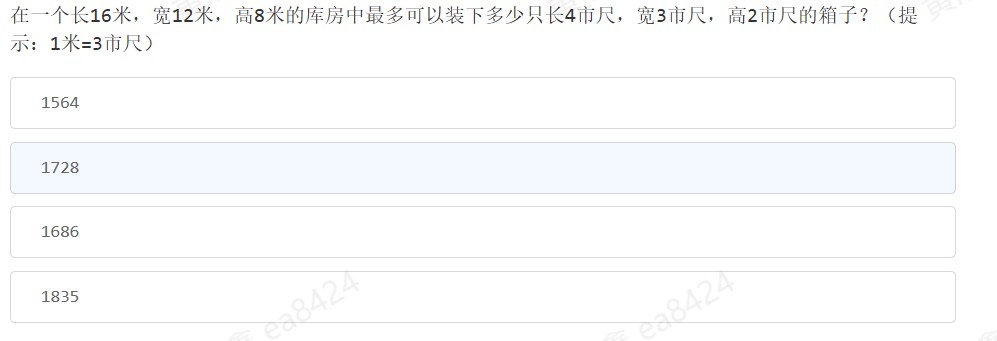 在一个长16米，宽12米，高8米的库房中最多可以装下多少只长4市尺，宽3市尺，高2市尺的箱子？（提
示：1米=3市尺）
1564
1728
1686
1835
ea8424
ea8424